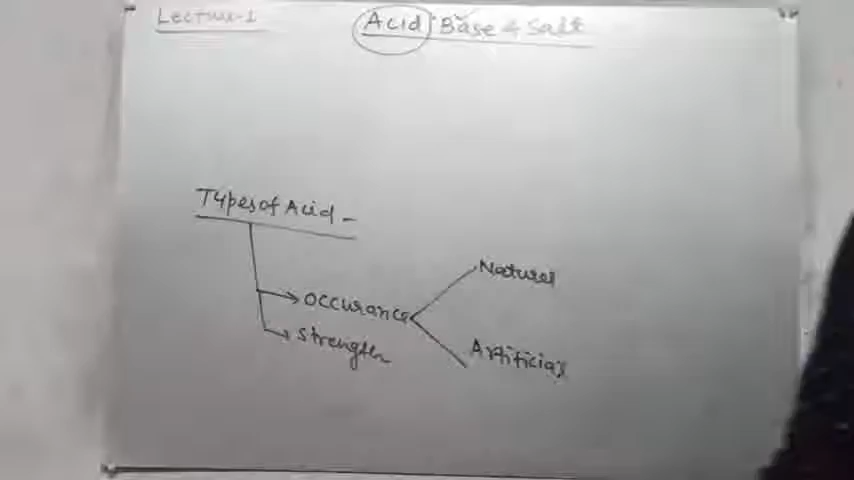 Lecture-1
Acid, Base & Salt
Types of Acid -
Natural
Occurance
Strength
Artificial